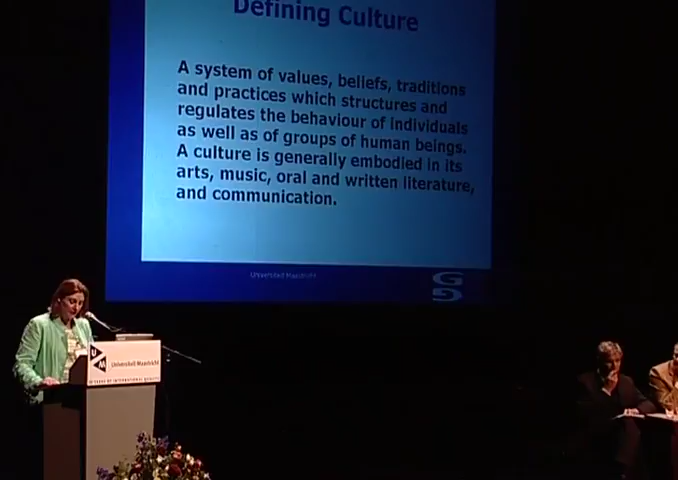 Defining Culture
A system of values, beliefs, traditions
and practices which structures and
regulates the behaviour of individuals
as well as of groups of human beings.
A culture is generally embodied in its
arts, music, oral and written literature,
and communication.
Universiteit Maastricht
U
M
Universiteit Maastricht